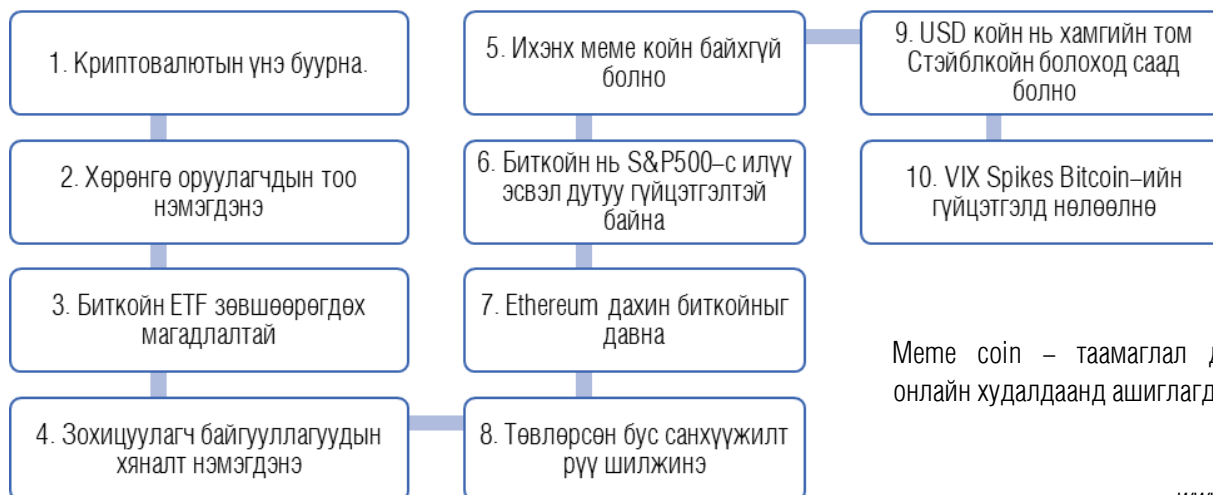 1. Криптовалютын үнэ буурна.
2. Хөрөнгө оруулагчдын тоо
нэмэгдэнэ
3. Биткойн ETF зөвшөөрөгдөх
магадлалтай
4. Зохицуулагч байгууллагуудын
хяналт нэмэгдэнэ
5. Ихэнх меме койн байхгүй
болно
6. Биткойн нь S&P500–с илүү
эсвэл дутуу гүйцэтгэлтэй
байна
7. Ethereum дахин биткойныг
давна
8. Төвлөрсөн бус санхүүжилт
рүү шилжинэ
9. USD койн нь хамгийн том
Стэйблкойн болоход саад
болно
10. VIX Spikes Bitcoin–ийн
гүйцэтгэлд нөлөөлнө
Meme coin – таамаглал
онлайн худалдаанд